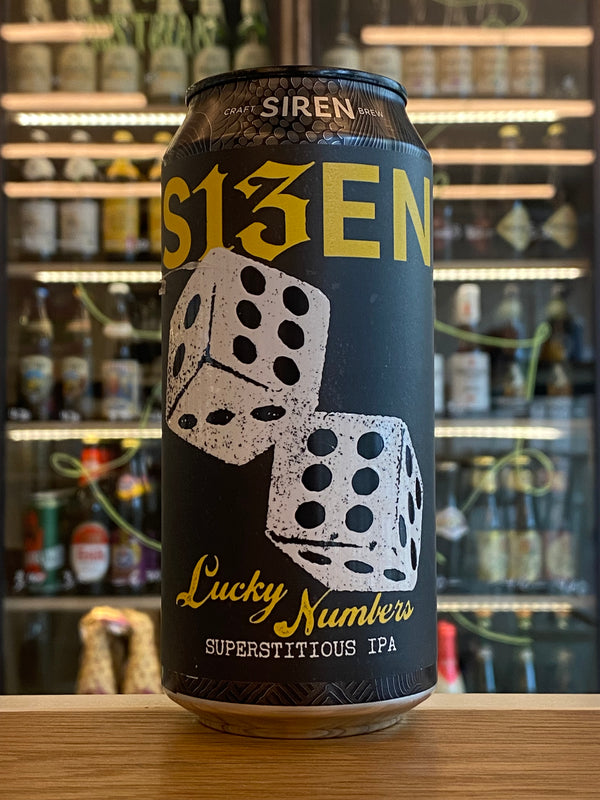 CRAFT SIREN BREW
S13EN
Lucky
Numbers
SUPERSTITIOUS IPA